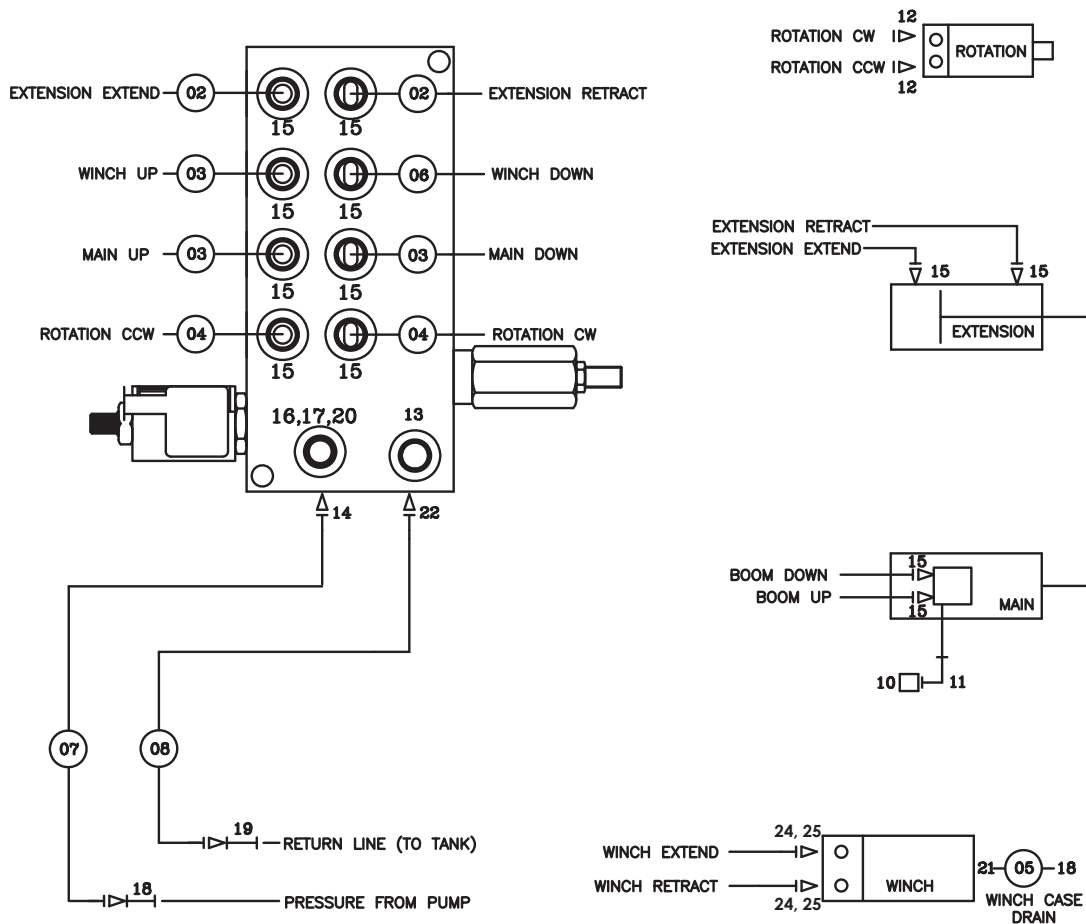 12
ROTATION CW
ROTATION
ROTATION CCW
12
EXTENSION EXTEND 02 02 EXTENSION RETRACT
15 15
WINCH UP 03 06 WINCH DOWN
15 15
MAIN UP 03 03 MAIN DOWN
15 15
ROTATION CCW 04 04 ROTATION CW
15 15
16,17,20 13
14 22
EXTENSION RETRACT
EXTENSION EXTEND
15 15
EXTENSION
15
BOOM DOWN
BOOM UP
15
MAIN
10 11
07 08
19
RETURN LINE (TO TANK)
18
PRESSURE FROM PUMP
24, 25
WINCH EXTEND
WINCH RETRACT
WINCH
24, 25
21 05 18
WINCH CASE
DRAIN